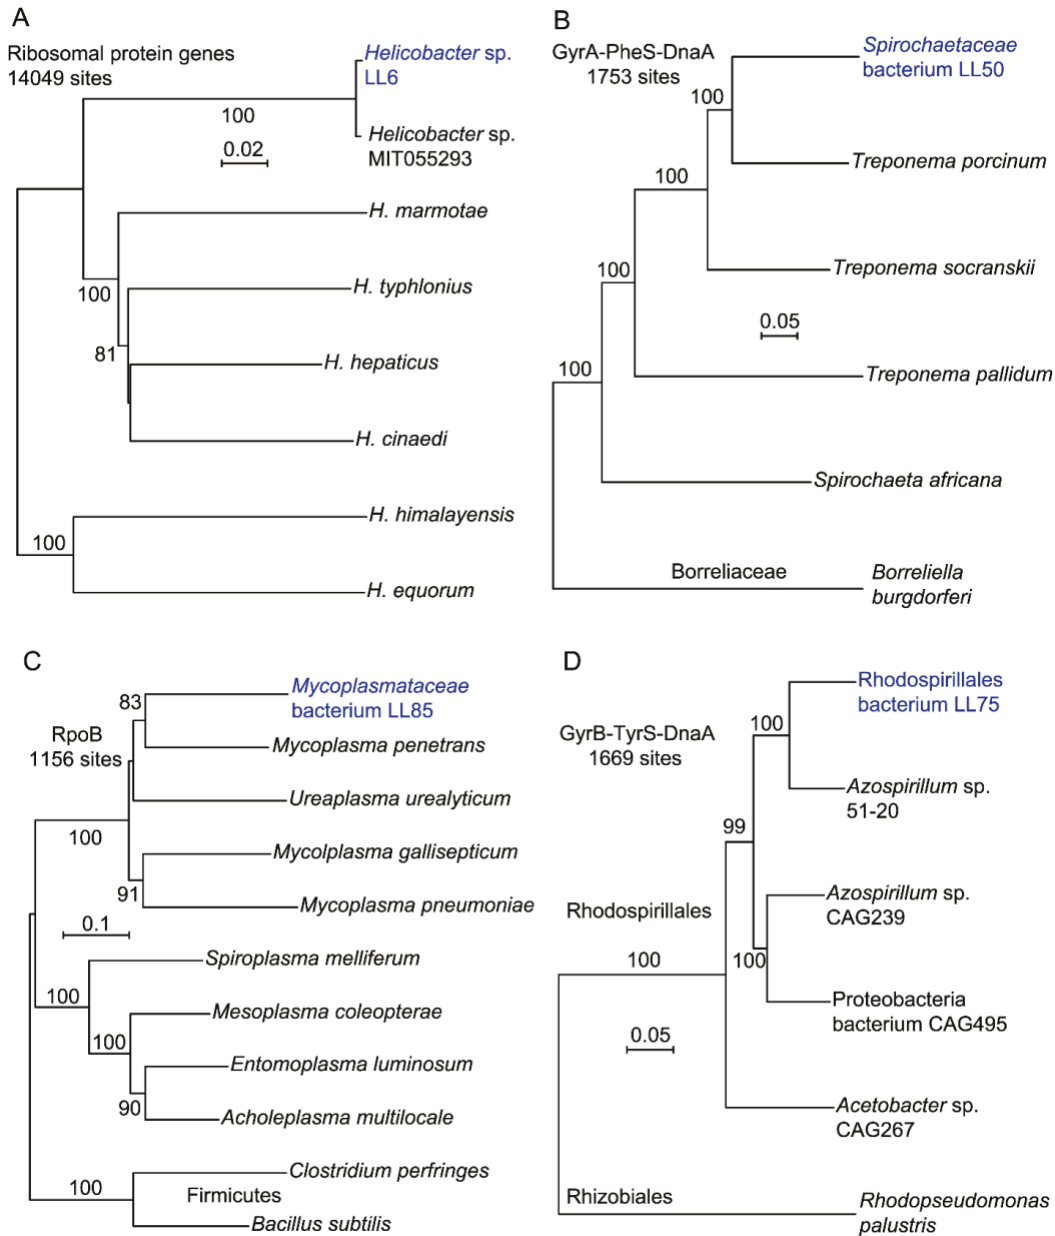 A
Ribosomal protein genes
14049 sites
Helicobacter sp.
LL6
100
0.02
Helicobacter sp.
MIT055293
H. marmotae
100
H. typhlonius
81
H. hepaticus
H. cinaedi
H. himalayensis
100
H. equorum
B
GyrA-PheS-DnaA
1753 sites
Spirochaetaceae
bacterium LL50
100
Treponema porcinum
100
Treponema socranskii
100
0.05
Treponema pallidum
100
Spirochaeta africana
Borreliaceae
Borreliella
burgdorferi
C
RpoB
1156 sites
83
Mycoplasmataceae
bacterium LL85
Mycoplasma penetrans
Ureaplasma urealyticum
100
Mycolplasma gallisepticum
91
Mycoplasma pneumoniae
0.1
Spiroplasma melliferum
100
Mesoplasma coleopterae
100
Entomoplasma luminosum
90
Acholeplasma multilocale
Clostridium perfringes
100
Firmicutes
Bacillus subtilis
D
GyrB-TyrS-DnaA
1669 sites
Rhodospirillales
bacterium LL75
100
Azospirillum sp.
51-20
99
Azospirillum sp.
CAG239
Rhodospirillales
100
100
Proteobacteria
bacterium CAG495
0.05
Acetobacter sp.
CAG267
Rhizobiales
Rhodopseudomonas
palustris